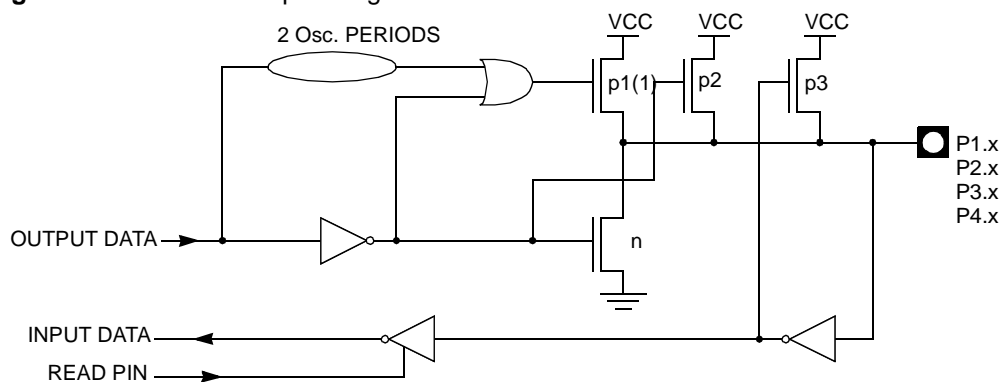 VCC VCC VCC
2 Osc. PERIODS
p1(1) p2 p3
P1.x
P2.x
P3.x
P4.x
OUTPUT DATA n
INPUT DATA
READ PIN